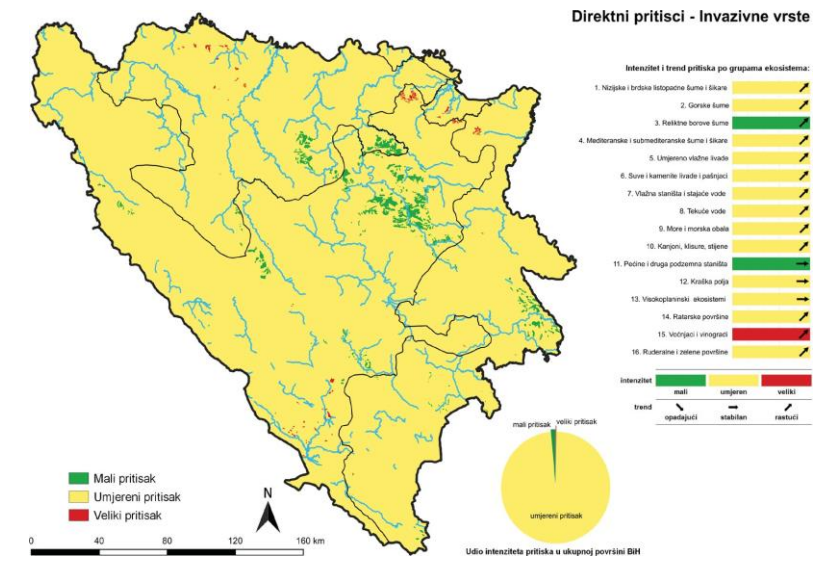 Direktni pritisci - Invazivne vrste
Intenzitet i trend pritiska po grupama ekosistema:
1. Nizijske i brdske listopadne šume i šikare
2. Gorske šume
3. Reliktne borove šume
4. Mediteranske i submediteranske šume i šikare
5. Umjereno vlažne livade
6. Suve i kamenite livade i pašnjaci
7. Vlažna staništa i stajaće vode
8. Tekuće vode
9. More i morska obala
10. Kanjoni, klisure, stijene
11. Pećine i druga podzemna staništa
12. Kraška polja
13. Visokoplaninski ekosistemi
14. Ratarske površine
15. Voćnjaci i vinogradi
16. Ruderalne i zelene površine
intenzitet
mali umjeren veliki
trend
opadajući stabilan rastući
mali pritisak veliki pritisak
umjereni pritisak
Udio intenziteta pritiska u ukupnoj površini BiH
Mali pritisak
Umjereni pritisak
Veliki pritisak
N
0 40 80 120 160 km